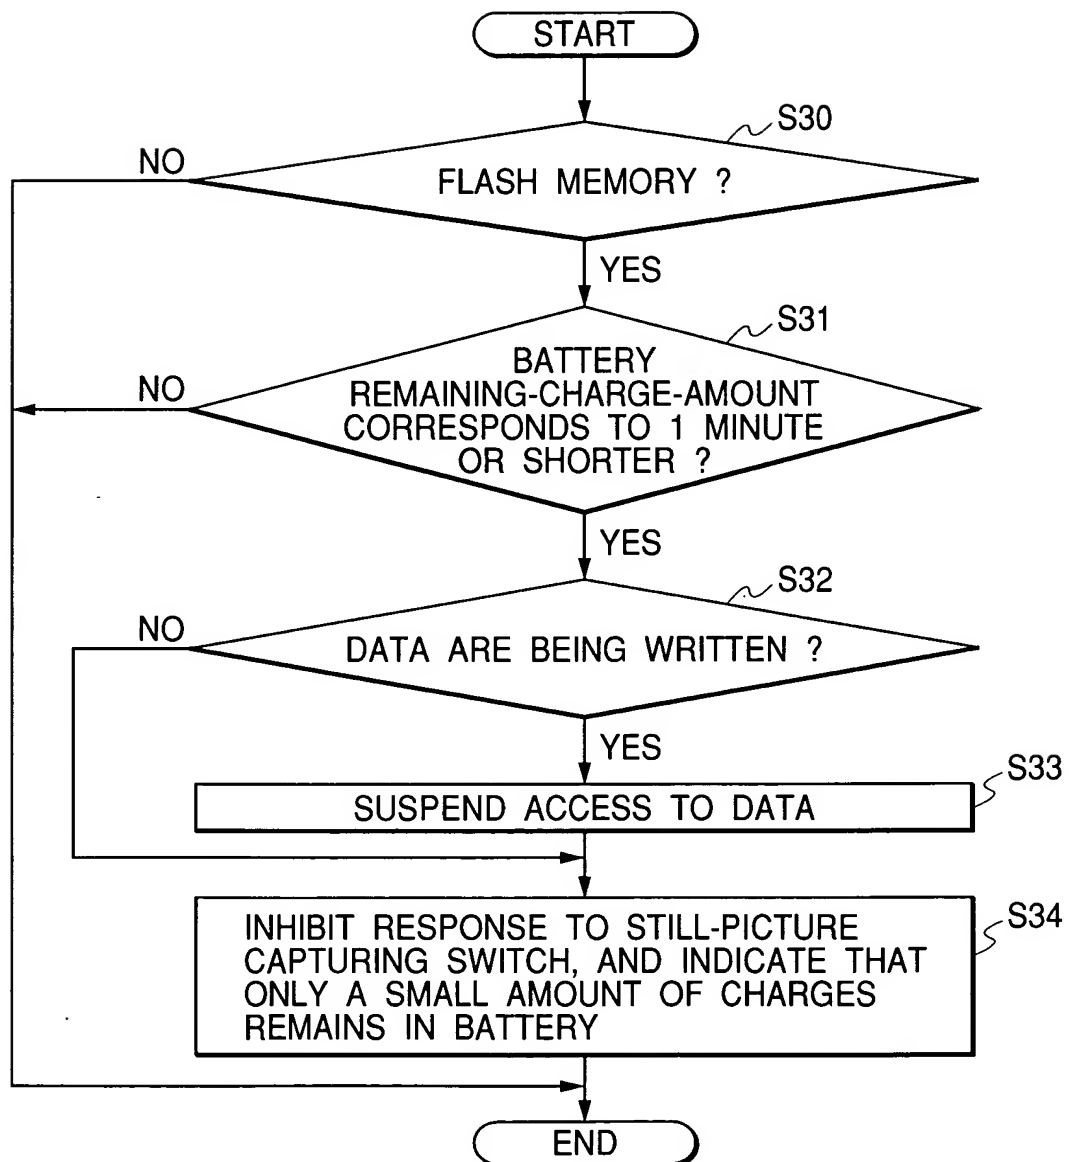 START
S30
NO
FLASH MEMORY ?
YES
S31
NO
BATTERY
REMAINING-CHARGE-AMOUNT
CORRESPONDS TO 1 MINUTE
OR SHORTER ?
YES
S32
NO
DATA ARE BEING WRITTEN ?
YES
S33
SUSPEND ACCESS TO DATA
S34
INHIBIT RESPONSE TO STILL-PICTURE
CAPTURING SWITCH, AND INDICATE THAT
ONLY A SMALL AMOUNT OF CHARGES
REMAINS IN BATTERY
END